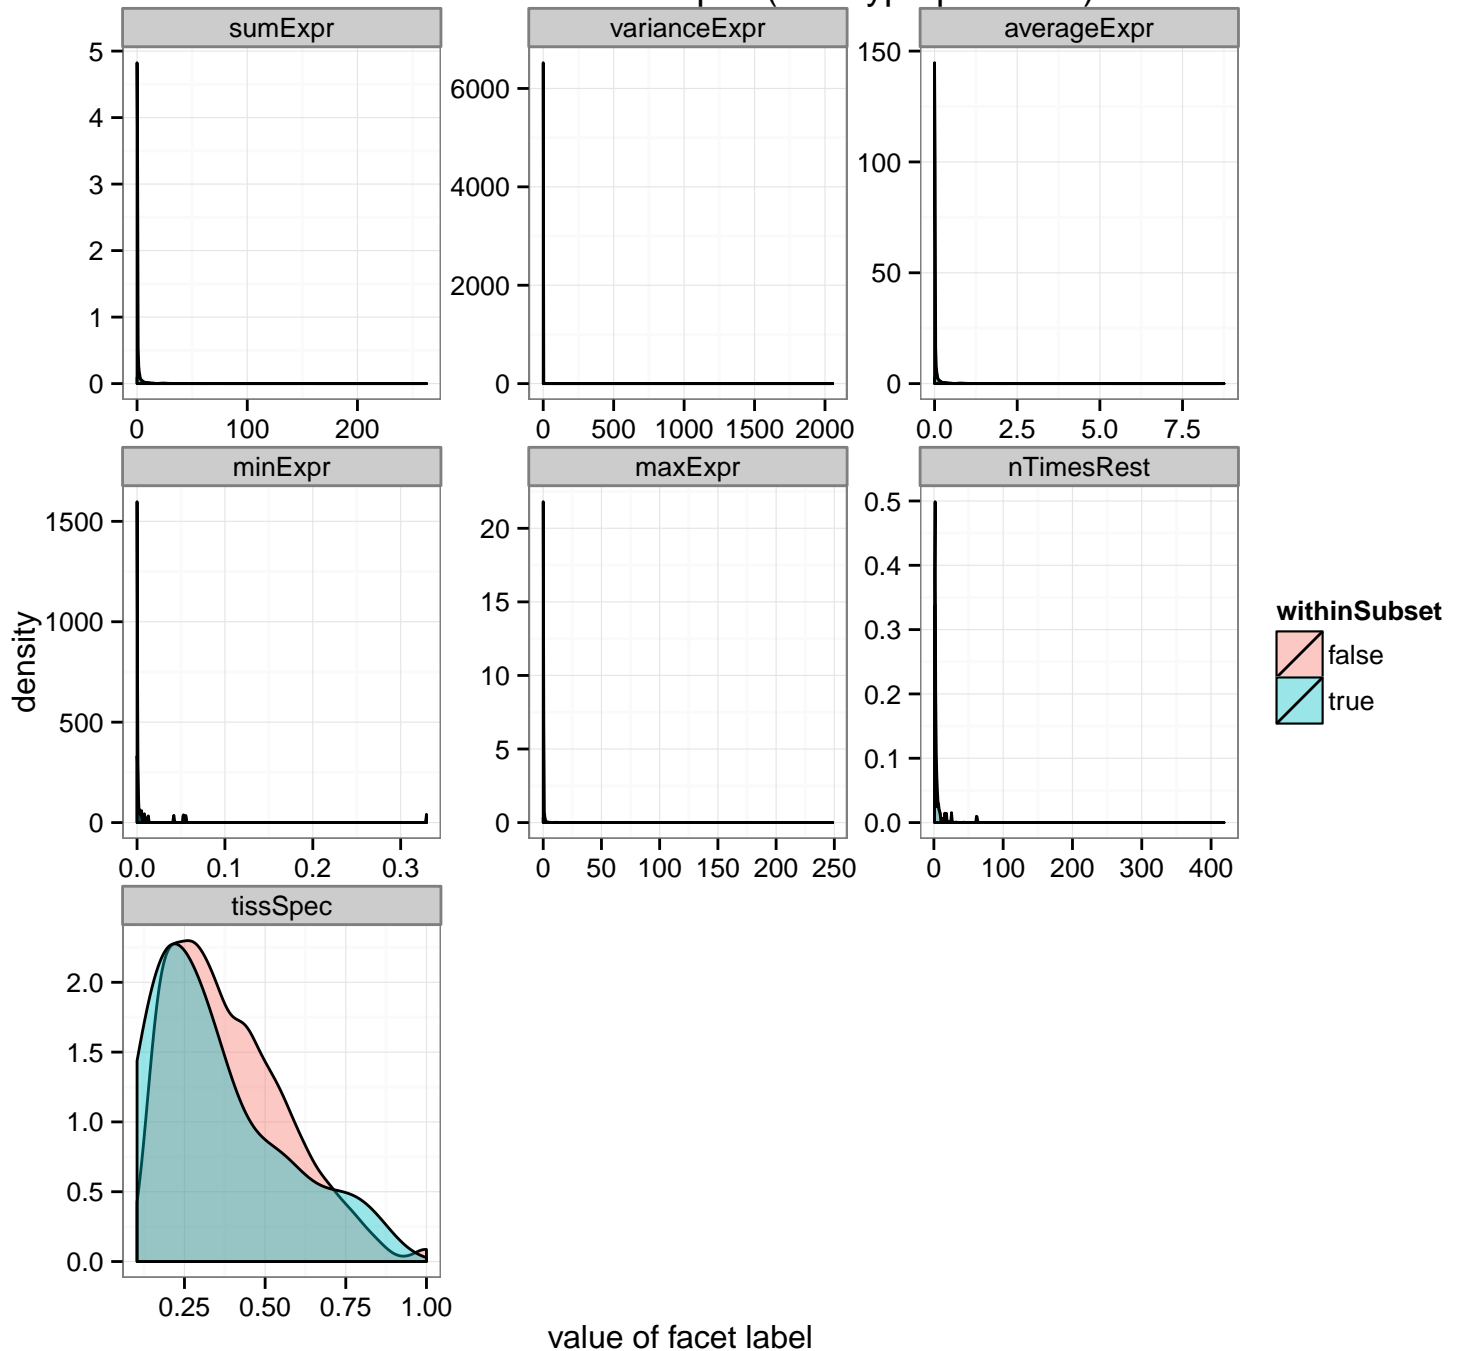 sumExpr varianceExpr averageExpr
5 4 3 2 1 0
0 100 200
6000 4000 2000 0
0 500 1000 1500 2000
150 100 50 0
0.0 2.5 5.0 7.5
minExpr maxExpr nTimesRest
1500 1000 500 0
0.0 0.1 0.2 0.3
20 15 10 5 0
0 50 100 150 200 250
0.5 0.4 0.3 0.2 0.1 0.0
0 100 200 300 400
density
withinSubset
false
true
tissSpec
2.0 1.5 1.0 0.5 0.0
0.25 0.50 0.75 1.00
value of facet label